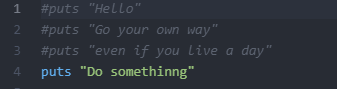 1 #puts "Hello"
2 #puts "Go your own way"
3 #puts "even if you live a day"
4 puts "Do somethinng"